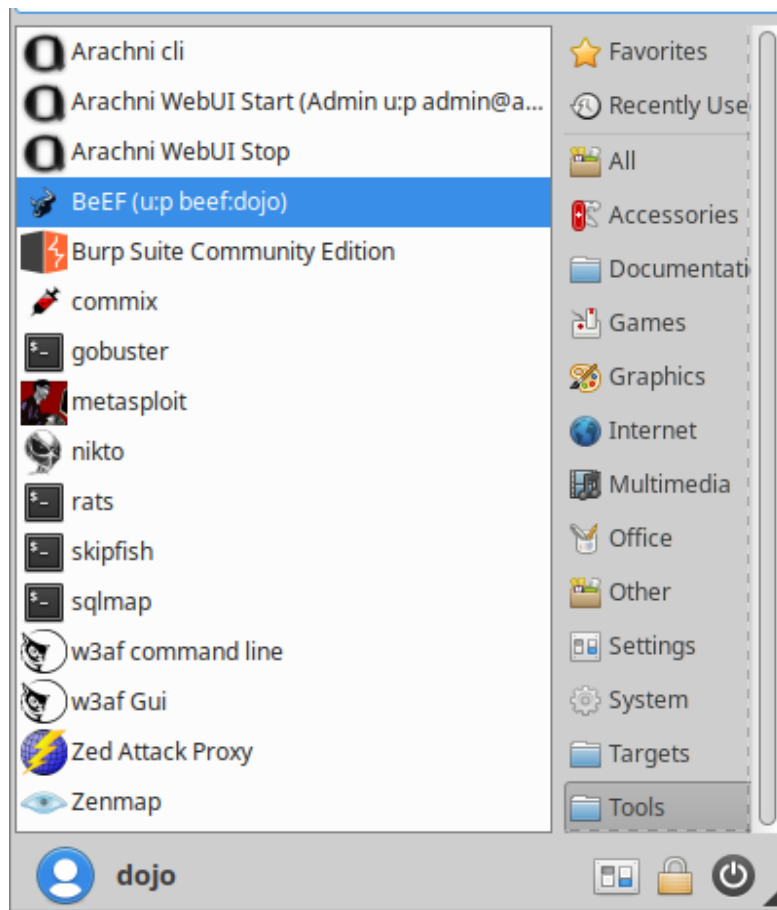 Arachni cli
Arachni WebUI Start (Admin u:p admin@a...
Arachni WebUI Stop
BeEF (u:p beef:dojo)
Burp Suite Community Edition
commix
gobuster
metasploit
nikto
rats
skipfish
sqlmap
w3af command line
w3af Gui
Zed Attack Proxy
Zenmap
Favorites
Recently Use
All
Accessories
Documentati
Games
Graphics
Internet
Multimedia
Office
Other
Settings
System
Targets
Tools
dojo